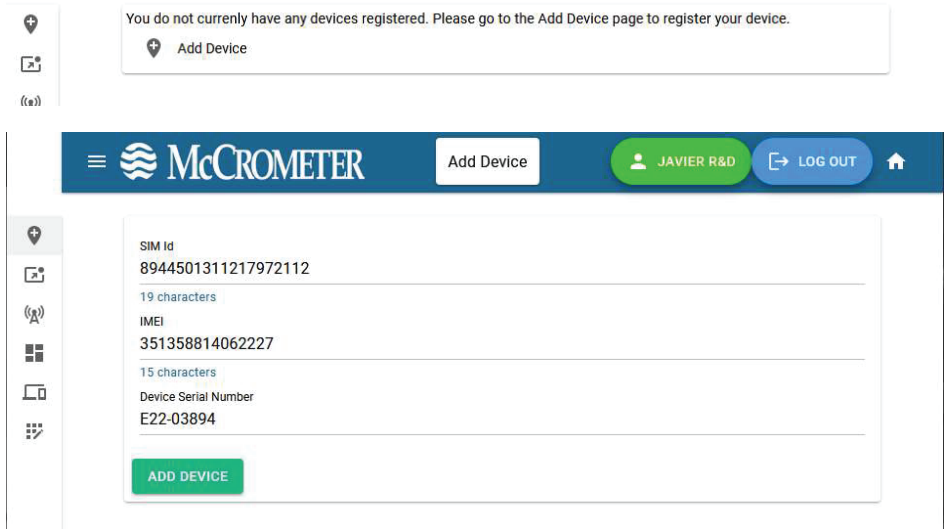 You do not currenly have any devices registered. Please go to the Add Device page to register your device.
Add Device
McCROMETER
Add Device
JAVIER R&D
LOG OUT
SIM Id
8944501311217972112
19 characters
IMEI
351358814062227
15 characters
Device Serial Number
E22-03894
ADD DEVICE